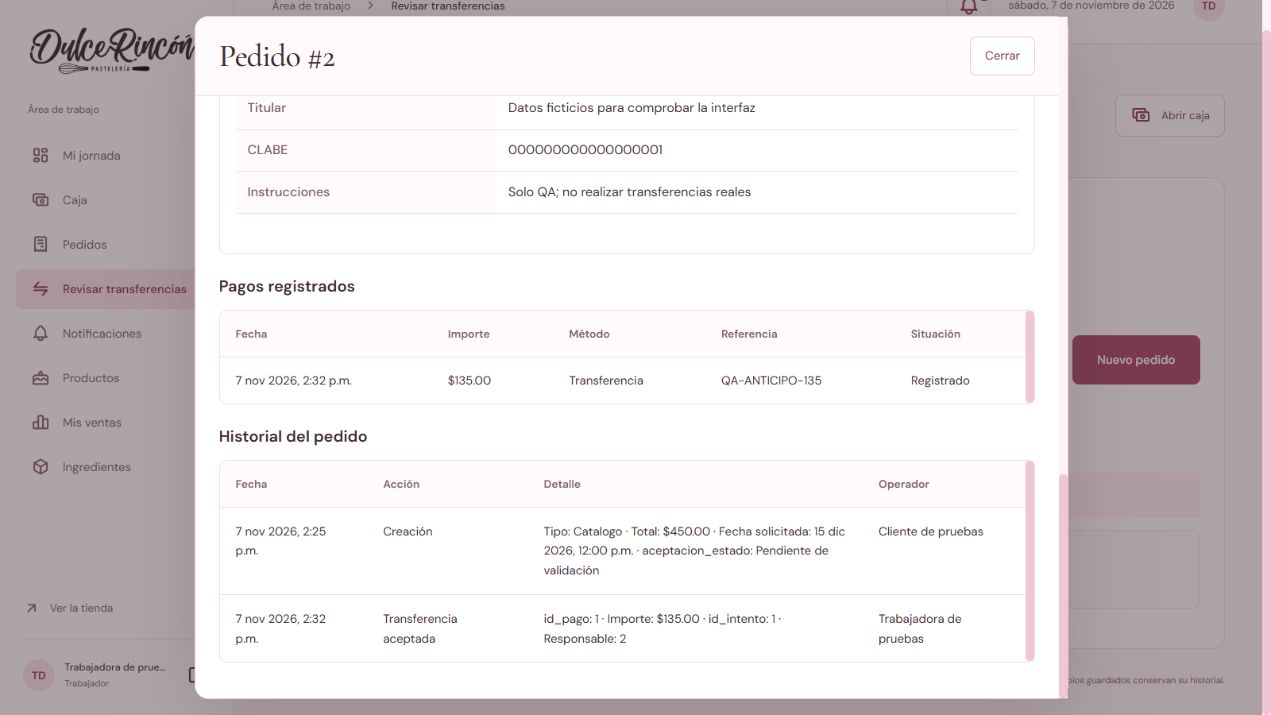 Área de trabajo > Revisar transferencias
sábado, 7 de noviembre de 2026
TD
DulceRincón
PASTELERÍA
Área de trabajo
Mi jornada
Caja
Pedidos
Revisar transferencias
Notificaciones
Productos
Mis ventas
Ingredientes
Ver la tienda
TD
Trabajadora de prue...
Trabajador
Pedido #2
Cerrar
Titular Datos ficticios para comprobar la interfaz
CLABE 000000000000000001
Instrucciones Solo QA; no realizar transferencias reales
Pagos registrados
Fecha Importe Método Referencia Situación
7 nov 2026, 2:32 p.m. $135.00 Transferencia QA-ANTICIPO-135 Registrado
Historial del pedido
Fecha Acción Detalle Operador
7 nov 2026, 2:25 p.m. Creación Tipo: Catalogo · Total: $450.00 · Fecha solicitada: 15 dic
2026, 12:00 p.m. · aceptacion_estado: Pendiente de
validación Cliente de pruebas
7 nov 2026, 2:32 p.m. Transferencia aceptada id_pago: 1 · Importe: $135.00 · id_intento: 1 ·
Responsable: 2 Trabajadora de pruebas
Abrir caja
Nuevo pedido
guardados conservan su historial.